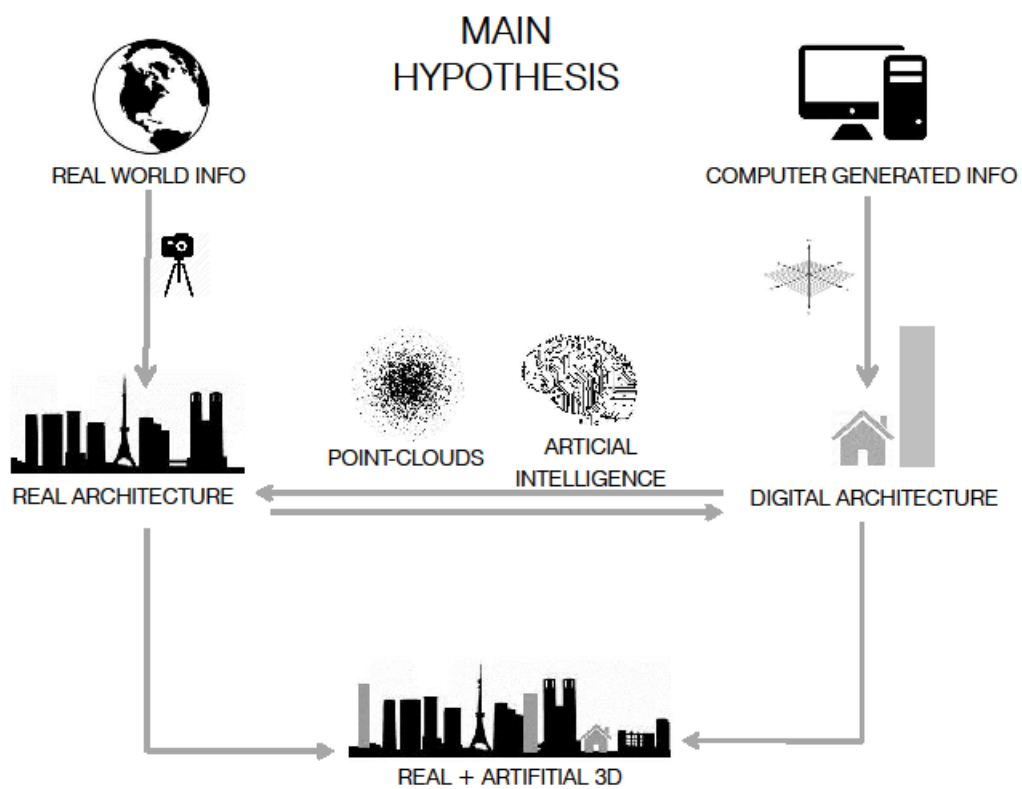 MAIN
HYPOTHESIS
REAL WORLD INFO
COMPUTER GENERATED INFO
POINT-CLOUDS
ARTICIAL
INTELLIGENCE
REAL ARCHITECTURE
DIGITAL ARCHITECTURE
REAL + ARTIFITIAL 3D